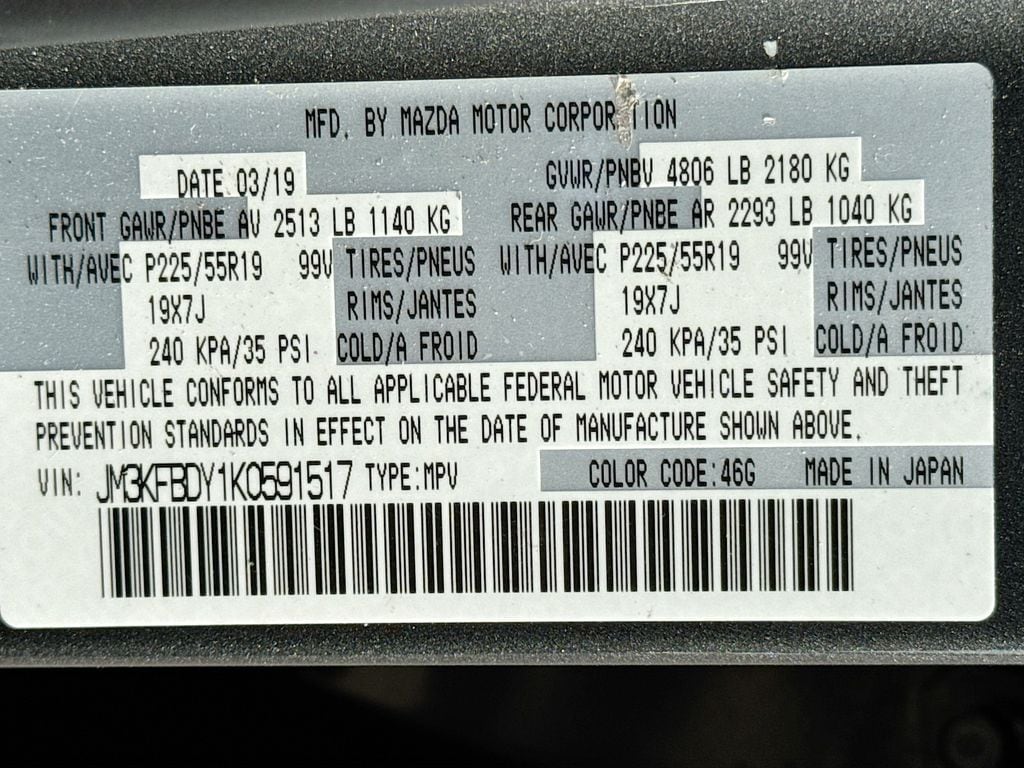 MFD. BY MAZDA MOTOR CORPORATION
DATE 03/19 GVWR/PNBV 4806 LB 2180 KG
FRONT GAWR/PNBE AV 2513 LB 1140 KG REAR GAWR/PNBE AR 2293 LB 1040 KG
WITH/AVEC P225/55R19 99V TIRES/PNEUS WITH/AVEC P225/55R19 99V TIRES/PNEUS
19X7J RIMS/JANTES 19X7J RIMS/JANTES
240 KPA/35 PSI COLD/A FROID 240 KPA/35 PSI COLD/A FROID
THIS VEHICLE CONFORMS TO ALL APPLICABLE FEDERAL MOTOR VEHICLE SAFETY AND THEFT
PREVENTION STANDARDS IN EFFECT ON THE DATE OF MANUFACTURE SHOWN ABOVE.
VIN: JM3KFBDY1K0591517 TYPE:MPV COLOR CODE:46G MADE IN JAPAN